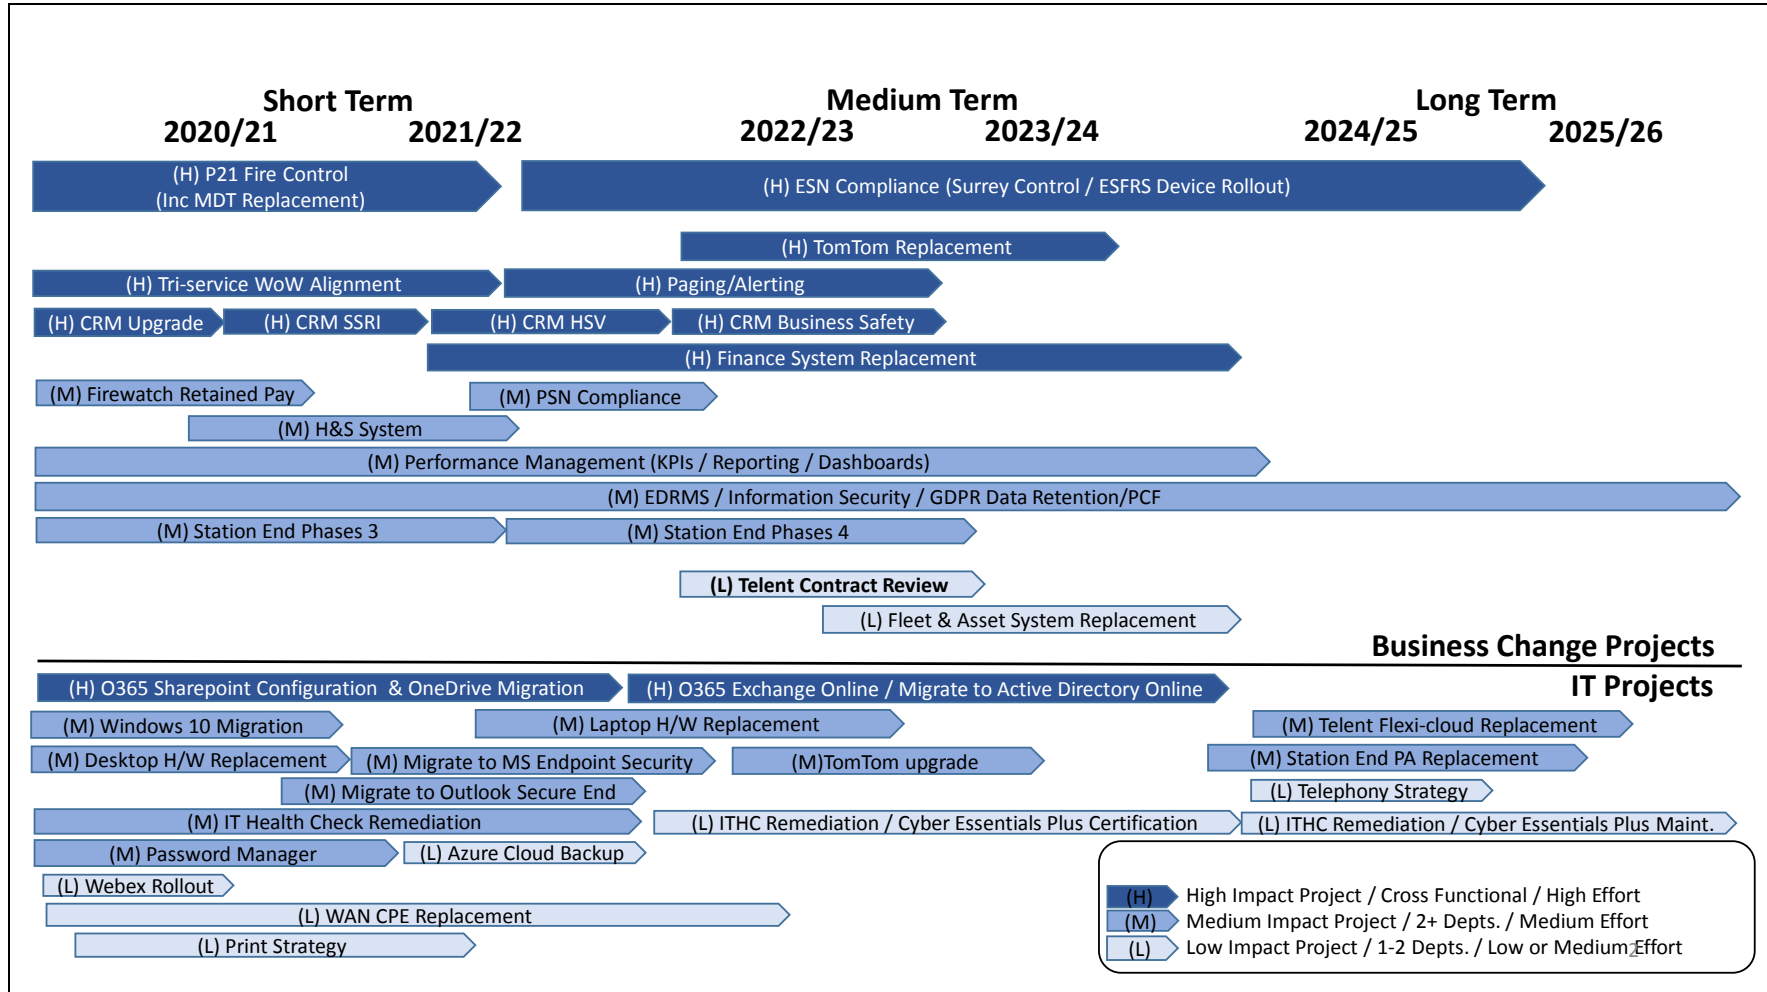 Short Term
Medium Term
Long Term
2020/21
2021/22
2022/23
2023/24
2024/25
2025/26
(H) P21 Fire Control
(Inc MDT Replacement)
(H) ESN Compliance (Surrey Control / ESFRS Device Rollout)
(H) TomTom Replacement
(H) Tri-service WoW Alignment
(H) Paging/Alerting
(H) CRM Upgrade
(H) CRM SSRI
(H) CRM HSV
(H) CRM Business Safety
(H) Finance System Replacement
(M) Firewatch Retained Pay
(M) PSN Compliance
(M) H&S System
(M) Performance Management (KPIs / Reporting / Dashboards)
(M) EDRMS / Information Security / GDPR Data Retention/PCF
(M) Station End Phases 3
(M) Station End Phases 4
(L) Telent Contract Review
(L) Fleet & Asset System Replacement
Business Change Projects
IT Projects
(H) O365 Sharepoint Configuration & OneDrive Migration
(H) O365 Exchange Online / Migrate to Active Directory Online
(M) Windows 10 Migration
(M) Laptop H/W Replacement
(M) Telent Flexi-cloud Replacement
(M) Desktop H/W Replacement
(M) Migrate to MS Endpoint Security
(M)TomTom upgrade
(M) Station End PA Replacement
(M) Migrate to Outlook Secure End
(L) Telephony Strategy
(M) IT Health Check Remediation
(L) ITHC Remediation / Cyber Essentials Plus Certification
(L) ITHC Remediation / Cyber Essentials Plus Maint.
(M) Password Manager
(L) Azure Cloud Backup
(L) Webex Rollout
(L) WAN CPE Replacement
(L) Print Strategy
(H) High Impact Project / Cross Functional / High Effort
(M) Medium Impact Project / 2+ Depts. / Medium Effort
(L) Low Impact Project / 1-2 Depts. / Low or Medium Effort
2